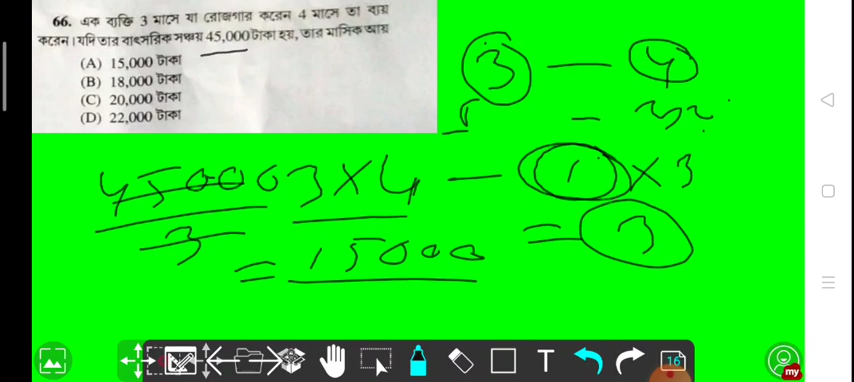 66. এক ব্যক্তি 3 মাসে যা রোজগার করেন 4 মাসে তা ব্যয়
করেন। যদি তার বাৎসরিক সঞ্চয় 45,000 টাকা হয়, তার মাসিক আয়
(A) 15,000 টাকা
(B) 18,000 টাকা
(C) 20,000 টাকা
(D) 22,000 টাকা
3 — 4
45000 3 × 4 — 1 × 3
3
= 15000 = 3
T
16
my